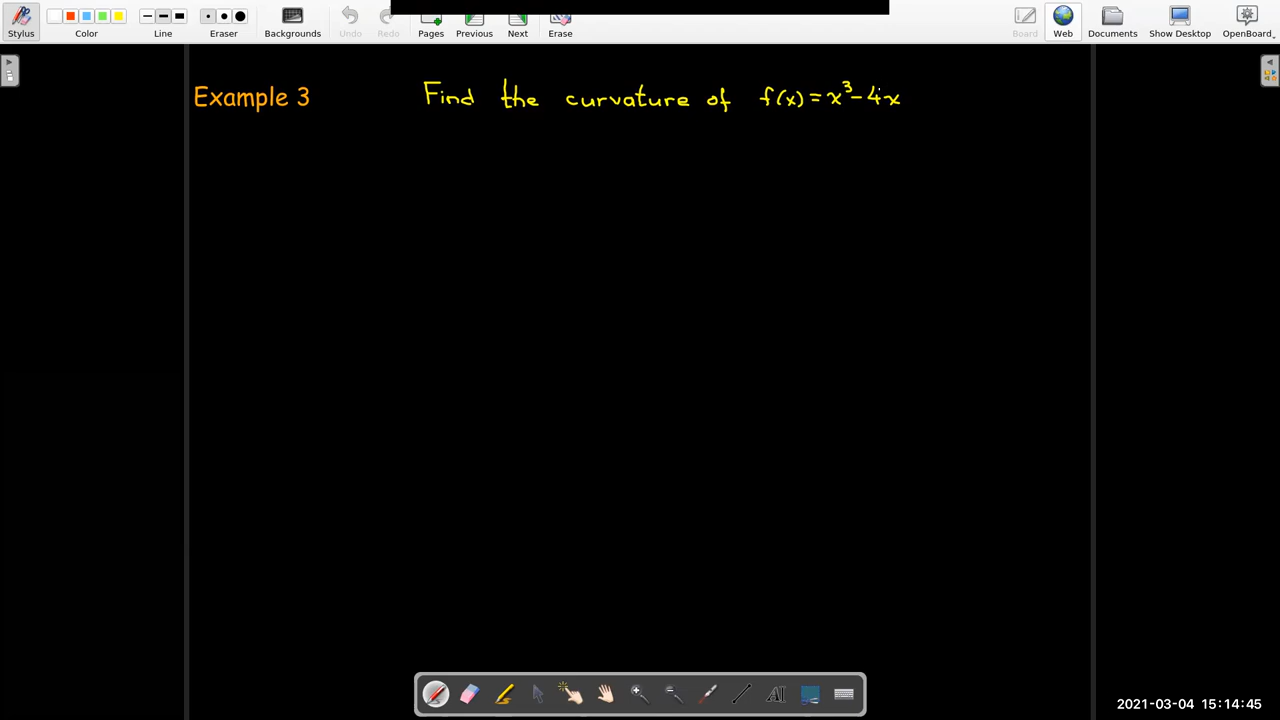 Stylus Color Line Eraser Backgrounds Undo Redo Pages Previous Next Erase Board Web Documents Show Desktop OpenBoard
Example 3 Find the curvature of f(x)=x³-4x
2021-03-04 15:14:45